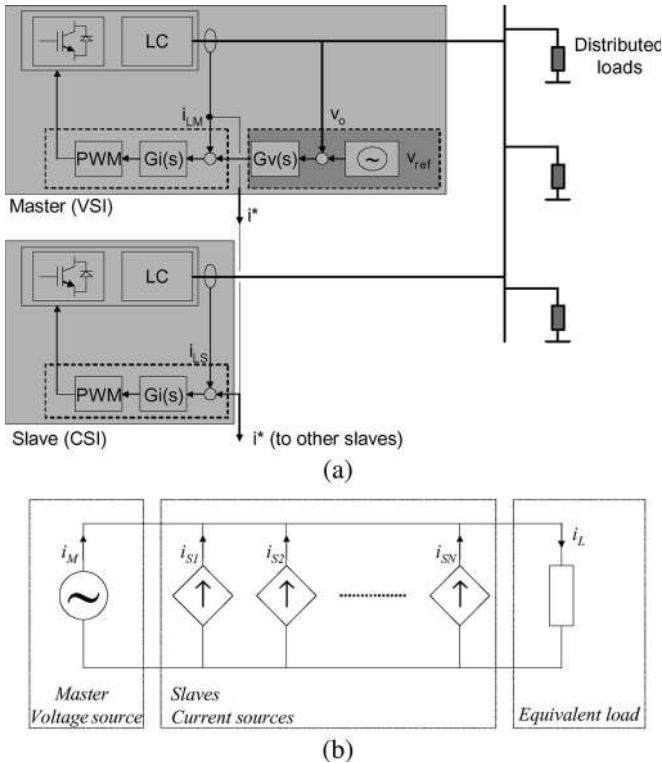 LC
Distributed
loads
i_LM
v_o
PWM
Gi(s)
Gv(s)
~
v_ref
Master (VSI)
i*
LC
i_LS
PWM
Gi(s)
Slave (CSI)
i* (to other slaves)
(a)
i_M
i_S1
i_S2
i_SN
i_L
~
Master
Voltage source
Slaves
Current sources
Equivalent load
(b)